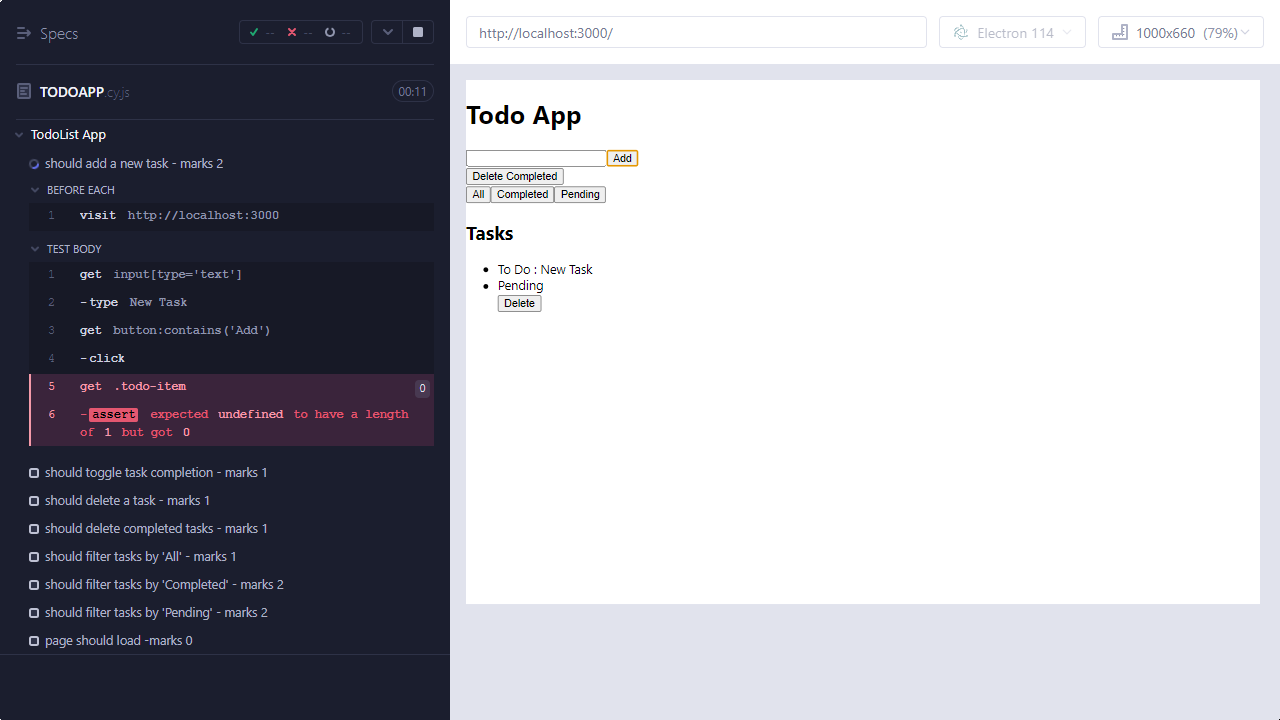 Specs
-- -- --
TODOAPP.cy.js 00:11
TodoList App
should add a new task - marks 2
BEFORE EACH
1 visit http://localhost:3000
TEST BODY
1 get input[type='text']
2 -type New Task
3 get button:contains('Add')
4 -click
5 get .todo-item 0
6 -assert expected undefined to have a length
of 1 but got 0
should toggle task completion - marks 1
should delete a task - marks 1
should delete completed tasks - marks 1
should filter tasks by 'All' - marks 1
should filter tasks by 'Completed' - marks 2
should filter tasks by 'Pending' - marks 2
page should load -marks 0
http://localhost:3000/
Electron 114
1000x660 (79%)
Todo App
Add
Delete Completed
All Completed Pending
Tasks
To Do : New Task
Pending
Delete